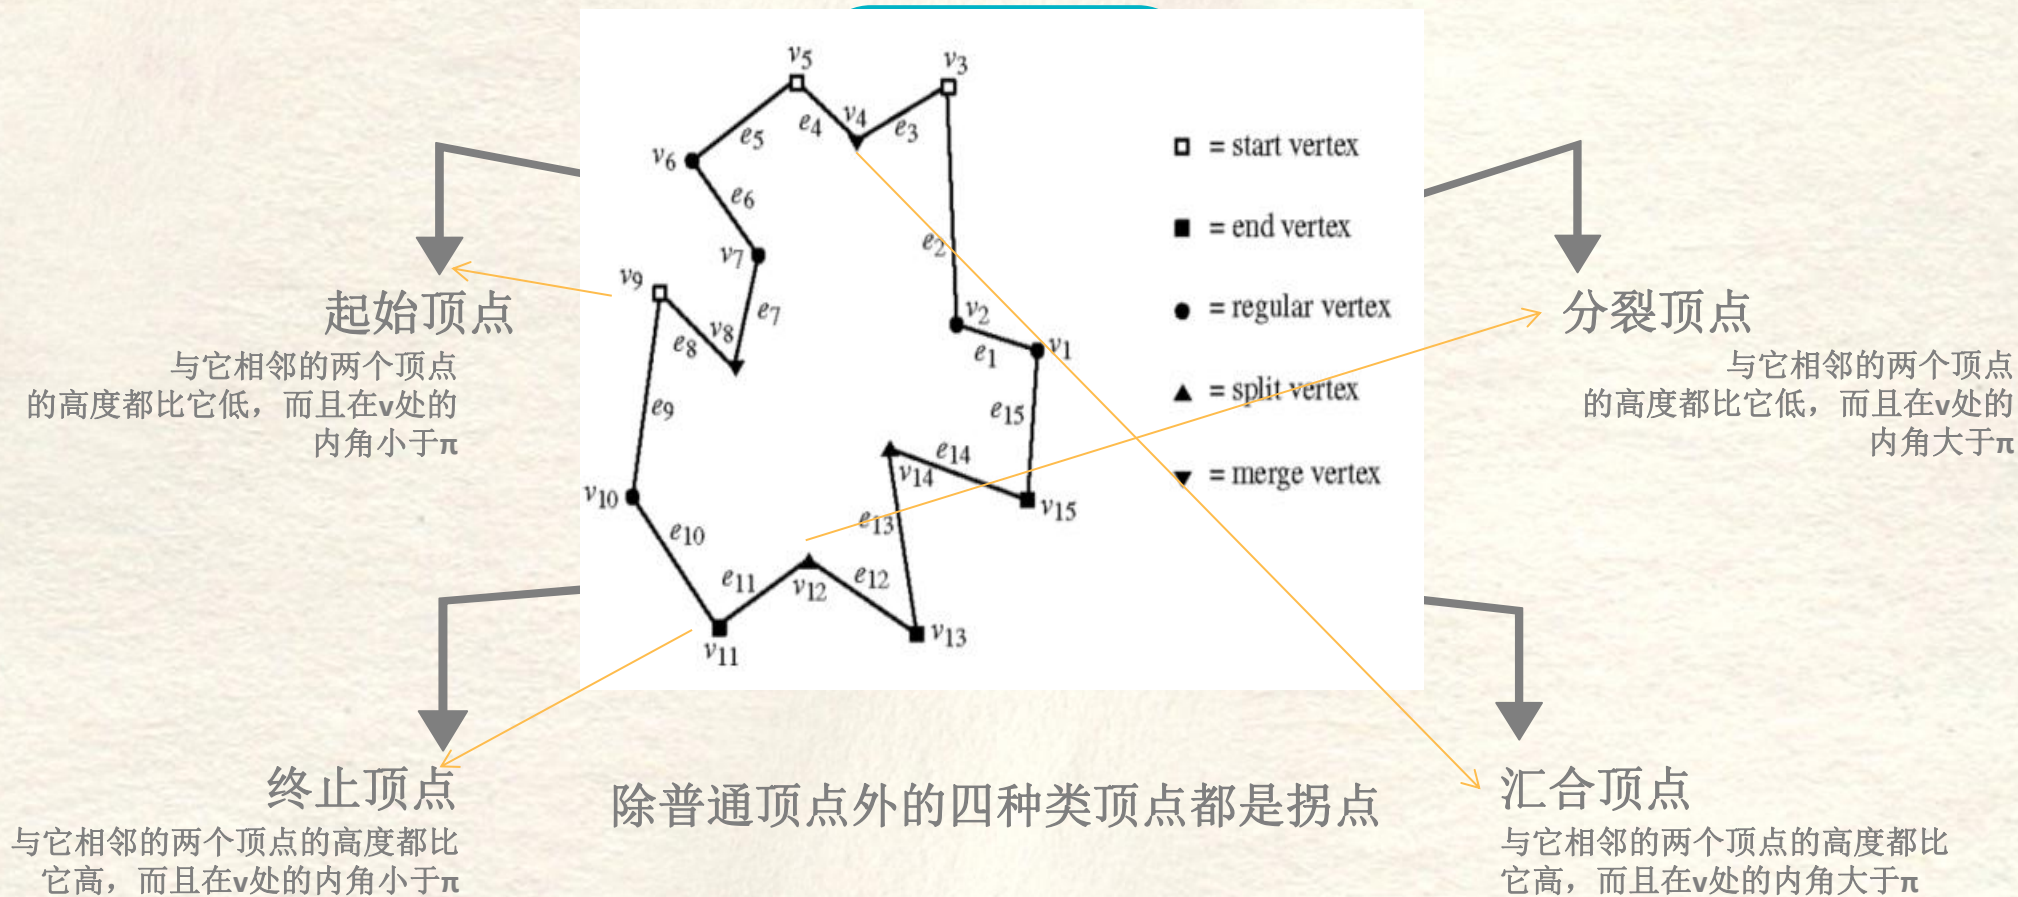 v5
v3
v4
e4
e3
e5
v6
= start vertex
e6
= end vertex
e2
v7
v9
e7
v2
= regular vertex
v8
e8
e1
v1
起始顶点
分裂顶点
与它相邻的两个顶点
的高度都比它低，而且在v处的
内角小于π
与它相邻的两个顶点
的高度都比它低，而且在v处的
内角大于π
= split vertex
e9
e15
e14
v14
= merge vertex
v10
v15
e13
e10
e11
e12
v12
v13
v11
终止顶点
与它相邻的两个顶点的高度都比
它高，而且在v处的内角小于π
除普通顶点外的四种类顶点都是拐点
汇合顶点
与它相邻的两个顶点的高度都比
它高，而且在v处的内角大于π